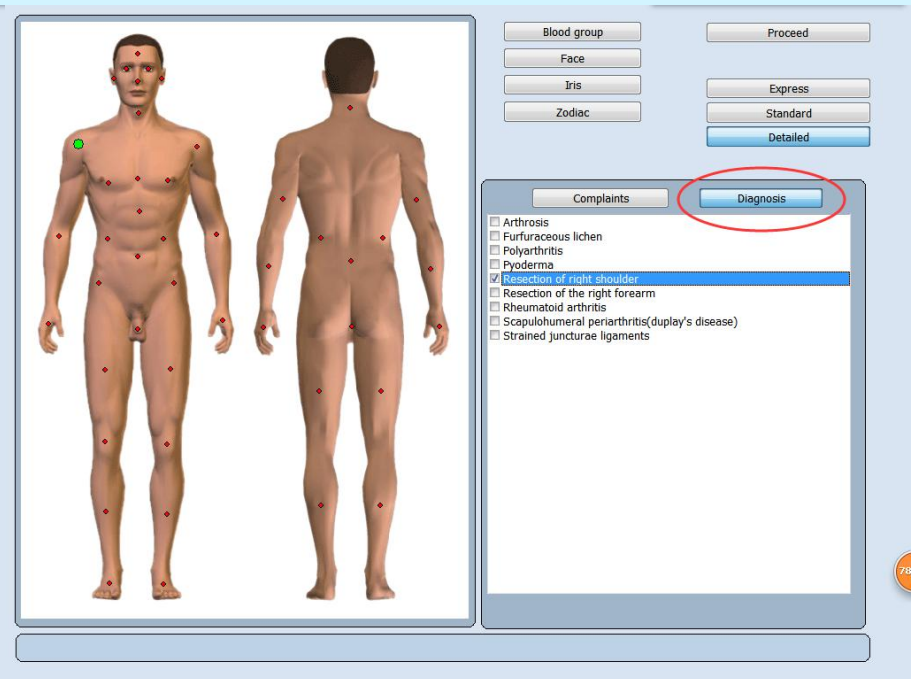 Blood group
Face
Iris
Zodiac
Proceed
Express
Standard
Detailed
Complaints
Diagnosis
Arthrosis
Furfuraceous lichen
Polyarthritis
Pyoderma
Resection of right shoulder
Resection of the right forearm
Rheumatoid arthritis
Scapulohumeral periarthritis(duplay's disease)
Strained juncturae ligaments
78